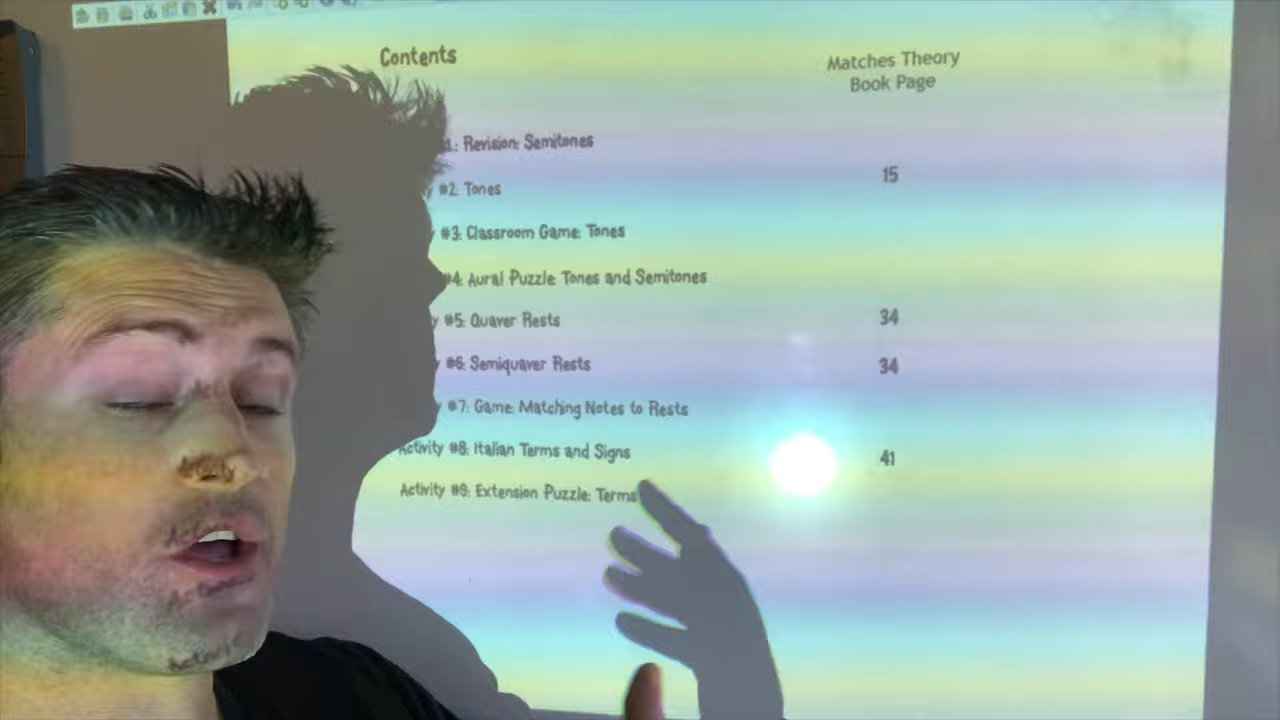 Contents
Matches Theory
Book Page
1: Revision: Semitones
15
y #2: Tones
#3: Classroom Game: Tones
#4: Aural Puzzle: Tones and Semitones
y #5: Quaver Rests
34
y #6: Semiquaver Rests
34
#7: Game: Matching Notes to Rests
Activity #8: Italian Terms and Signs
41
Activity #9: Extension Puzzle: Terms